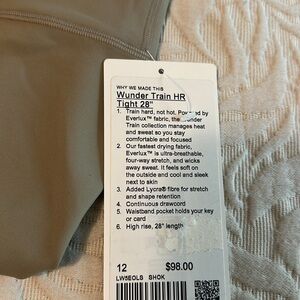 WHY WE MADE THIS
Wunder Train HR
Tight 28"
1. Train hard, not hot. Powered by
Everlux™ fabric, the Wunder
Train collection manages heat
and sweat so you stay
comfortable and focused
2. Our fastest drying fabric,
Everlux™ is ultra-breathable,
four-way stretch, and wicks
away sweat. It feels soft on
the outside and cool and sleek
next to skin
3. Added Lycra® fibre for stretch
and shape retention
4. Continuous drawcord
5. Waistband pocket holds your key
or card
6. High rise, 28" length
12 $98.00
LW5EOLS SHOK